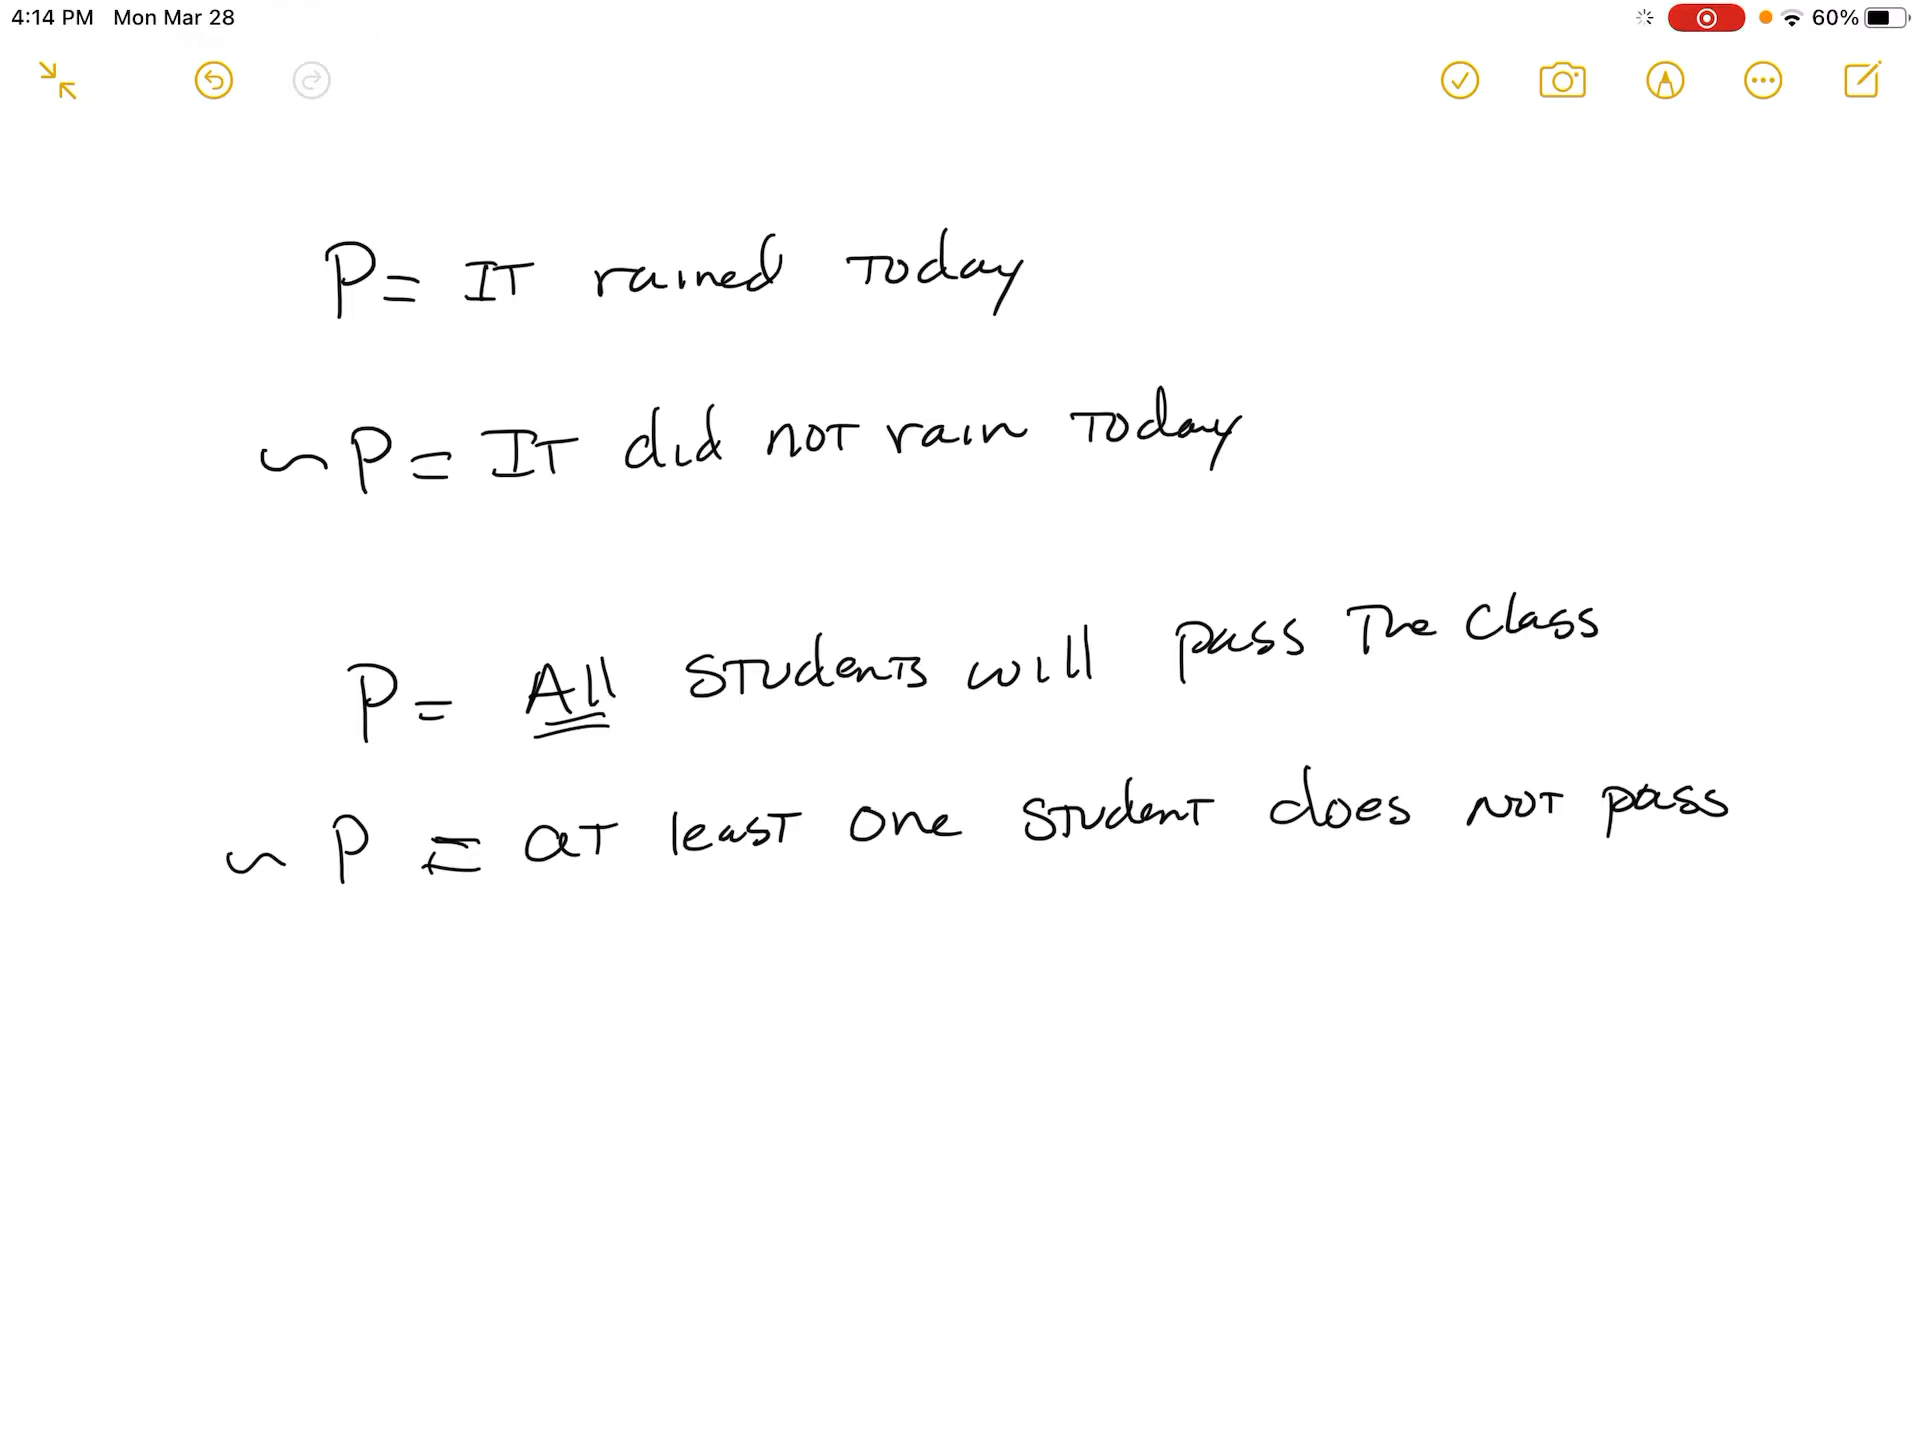 4:14 PM Mon Mar 28 60%
P = IT rained Today
~ P = IT did not rain Today
P = All students will pass The class
~ P = at least one student does not pass